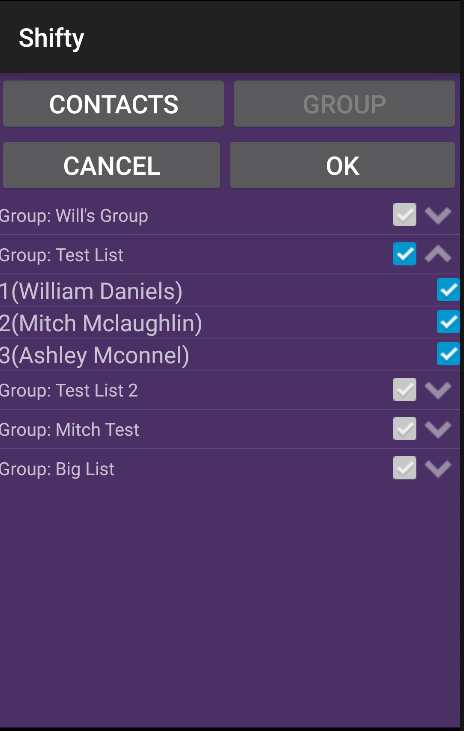 Shifty
CONTACTS GROUP
CANCEL OK
Group: Will's Group
Group: Test List
1(William Daniels)
2(Mitch Mclaughlin)
3(Ashley Mconnel)
Group: Test List 2
Group: Mitch Test
Group: Big List